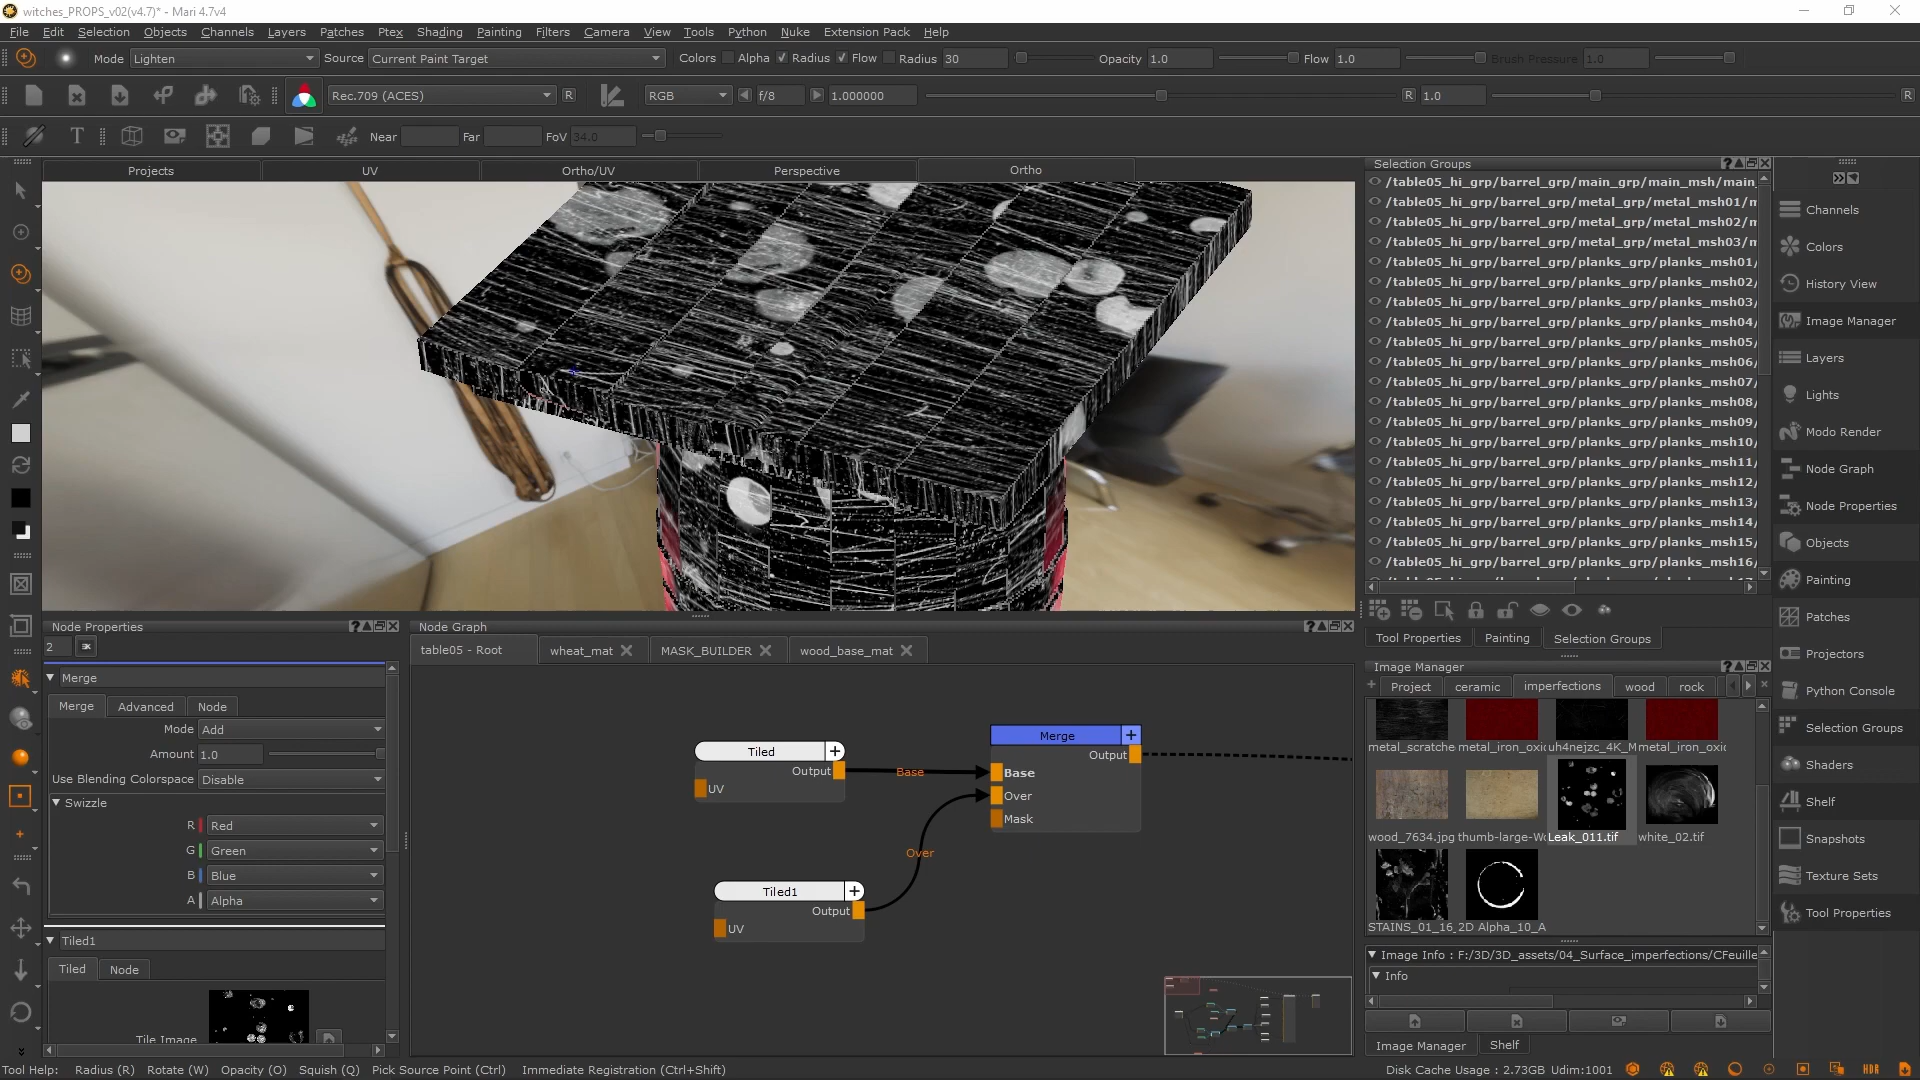 witches_PROPS_v02(v4.7)* - Mari 4.7v4
File Edit Selection Objects Channels Layers Patches Ptex Shading Painting Filters Camera View Tools Python Nuke Extension Pack Help
Mode Lighten Source Current Paint Target Colors Alpha Radius Flow Radius 30 Opacity 1.0 Flow 1.0 Brush Pressure 1.0
Rec.709 (ACES) R RGB f/8 1.000000 R 1.0 R
T Near Far FoV 34.0
Projects UV Ortho/UV Perspective Ortho
Selection Groups
/table05_hi_grp/barrel_grp/main_grp/main_msh/main_
/table05_hi_grp/barrel_grp/metal_grp/metal_msh01/m
/table05_hi_grp/barrel_grp/metal_grp/metal_msh02/m
/table05_hi_grp/barrel_grp/metal_grp/metal_msh03/m
/table05_hi_grp/barrel_grp/planks_grp/planks_msh01/
/table05_hi_grp/barrel_grp/planks_grp/planks_msh02/
/table05_hi_grp/barrel_grp/planks_grp/planks_msh03/
/table05_hi_grp/barrel_grp/planks_grp/planks_msh04/
/table05_hi_grp/barrel_grp/planks_grp/planks_msh05/
/table05_hi_grp/barrel_grp/planks_grp/planks_msh06/
/table05_hi_grp/barrel_grp/planks_grp/planks_msh07/
/table05_hi_grp/barrel_grp/planks_grp/planks_msh08/
/table05_hi_grp/barrel_grp/planks_grp/planks_msh09/
/table05_hi_grp/barrel_grp/planks_grp/planks_msh10/
/table05_hi_grp/barrel_grp/planks_grp/planks_msh11/
/table05_hi_grp/barrel_grp/planks_grp/planks_msh12/
/table05_hi_grp/barrel_grp/planks_grp/planks_msh13/
/table05_hi_grp/barrel_grp/planks_grp/planks_msh14/
/table05_hi_grp/barrel_grp/planks_grp/planks_msh15/
/table05_hi_grp/barrel_grp/planks_grp/planks_msh16/
Tool Properties Painting Selection Groups
Channels
Colors
History View
Image Manager
Layers
Lights
Modo Render
Node Graph
Node Properties
Objects
Painting
Patches
Projectors
Python Console
Selection Groups
Shaders
Shelf
Snapshots
Texture Sets
Tool Properties
Node Properties
2
Merge
Merge Advanced Node
Mode Add
Amount 1.0
Use Blending Colorspace Disable
Swizzle
R Red
G Green
B Blue
A Alpha
Tiled1
Tiled Node
Tile Image
Node Graph
table05 - Root wheat_mat MASK_BUILDER wood_base_mat
Tiled +
Output
UV
Base
Merge +
Output
Base
Over
Mask
Over
Tiled1 +
Output
UV
Image Manager
+ Project ceramic imperfections wood rock
metal_scratche metal_iron_oxi uh4nejzc_4K_M metal_iron_oxi
wood_7634.jpg thumb-large-Wo Leak_011.tif white_02.tif
STAINS_01_16_2D Alpha_10_A
Image Info : F:/3D/3D_assets/04_Surface_imperfections/CFeuille
Info
Image Manager Shelf
Tool Help: Radius (R) Rotate (W) Opacity (O) Squish (Q) Pick Source Point (Ctrl) Immediate Registration (Ctrl+Shift)
Disk Cache Usage : 2.73GB Udim:1001 HDR